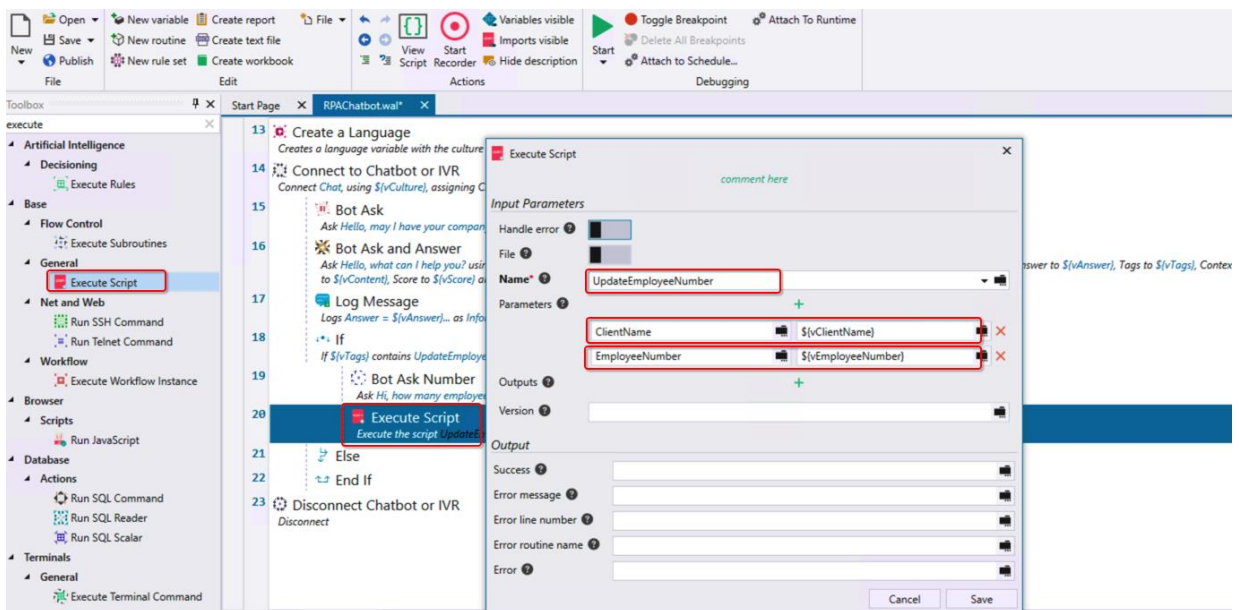 Open New variable Create report File Variables visible Toggle Breakpoint Attach To Runtime
Save New routine Create text file Imports visible Delete All Breakpoints
New Publish New rule set Create workbook View Script Start Recorder Hide description Start Attach to Schedule...
File Edit Actions Debugging
Toolbox
execute
Artificial Intelligence
Decisioning
Execute Rules
Base
Flow Control
Execute Subroutines
General
Execute Script
Net and Web
Run SSH Command
Run Telnet Command
Workflow
Execute Workflow Instance
Browser
Scripts
Run JavaScript
Database
Actions
Run SQL Command
Run SQL Reader
Run SQL Scalar
Terminals
General
Execute Terminal Command
Start Page RPAChatbot.wal*
13 Create a Language
Creates a language variable with the culture
14 Connect to Chatbot or IVR
Connect Chat, using ${vCulture}, assigning C
15 Bot Ask
Ask Hello, may I have your compan
16 Bot Ask and Answer
Ask Hello, what can I help you? usin
to ${vContent}, Score to ${vScore} a
nswer to ${vAnswer}, Tags to ${vTags}, Contex
17 Log Message
Logs Answer = ${vAnswer}... as Info
18 If
If ${vTags} contains UpdateEmploye
19 Bot Ask Number
Ask Hi, how many employe
20 Execute Script
Execute the script UpdateE
21 Else
22 End If
23 Disconnect Chatbot or IVR
Disconnect
Execute Script
comment here
Input Parameters
Handle error
File
Name* UpdateEmployeeNumber
Parameters
ClientName ${vClientName}
EmployeeNumber ${vEmployeeNumber}
Outputs
Version
Output
Success
Error message
Error line number
Error routine name
Error
Cancel Save